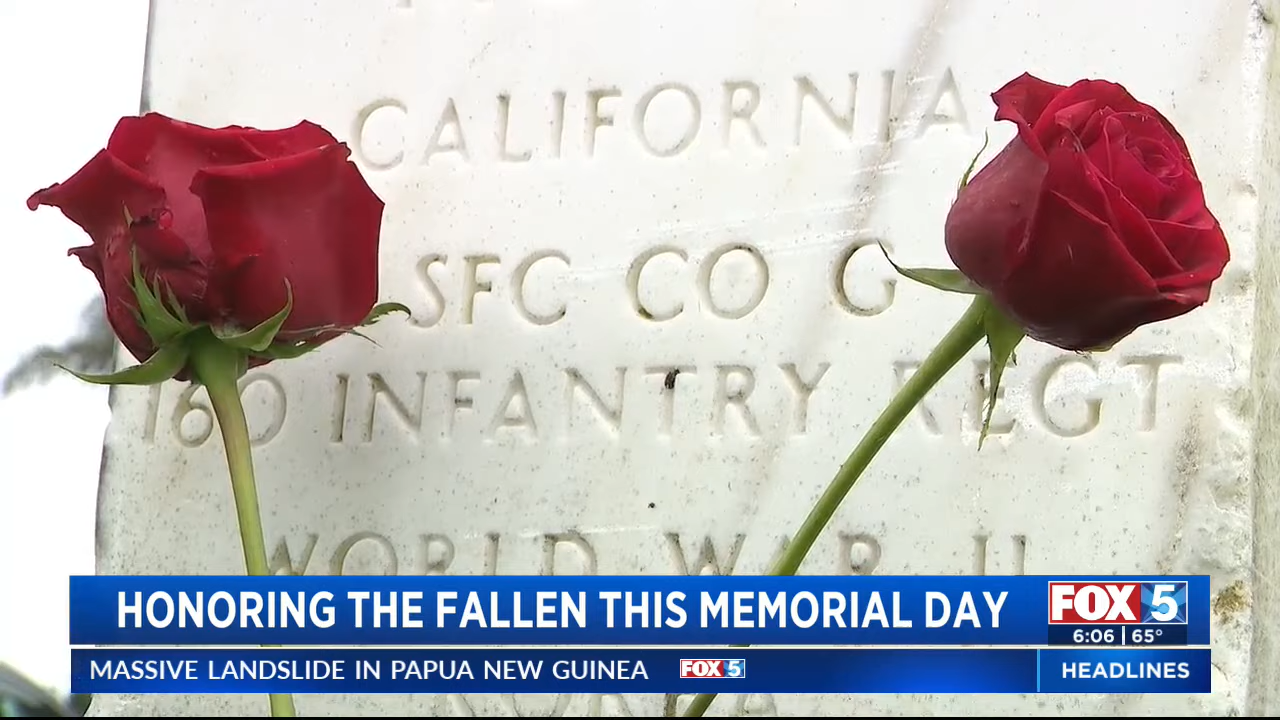 CALIFORNIA
SFC CO G
160 INFANTRY REGT
WORLD WAR II
HONORING THE FALLEN THIS MEMORIAL DAY
FOX 5
6:06 | 65°
MASSIVE LANDSLIDE IN PAPUA NEW GUINEA FOX 5
HEADLINES
KOREA